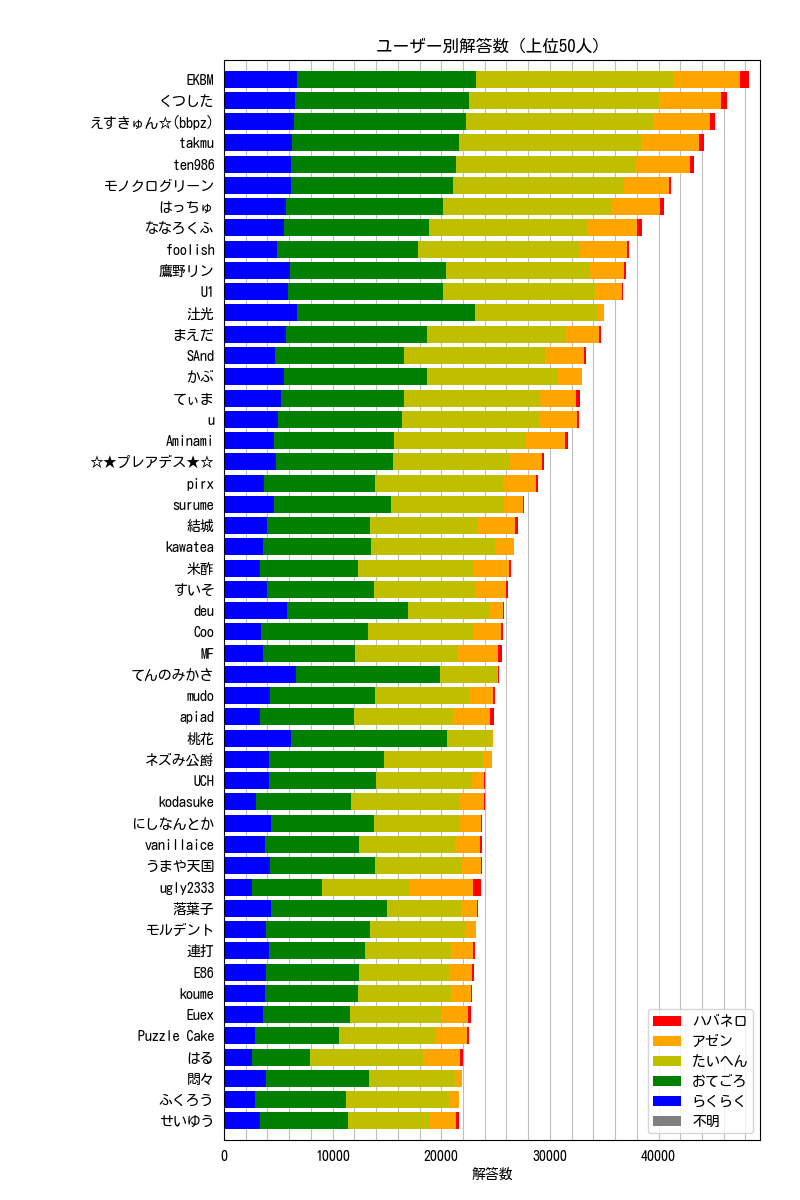 ユーザー別解答数（上位50人）
EKBM
くつした
えすきゅん☆(bbpz)
takmu
ten986
モノクログリーン
はっちゅ
ななろくふ
foolish
鷹野リン
U1
汢光
まえだ
SAnd
かぶ
てぃま
u
Aminami
☆★プレアデス★☆
pirx
surume
結城
kawatea
米酢
すいそ
deu
Coo
MF
てんのみかさ
mudo
apiad
桃花
ネズみ公爵
UCH
kodasuke
にしなんとか
vanillaice
うまや天国
ugly2333
落葉子
モルデント
連打
E86
koume
Euex
Puzzle Cake
はる
悶々
ふくろう
せいゆう
ハバネロ
アゼン
たいへん
おてごろ
らくらく
不明
0 10000 20000 30000 40000
解答数